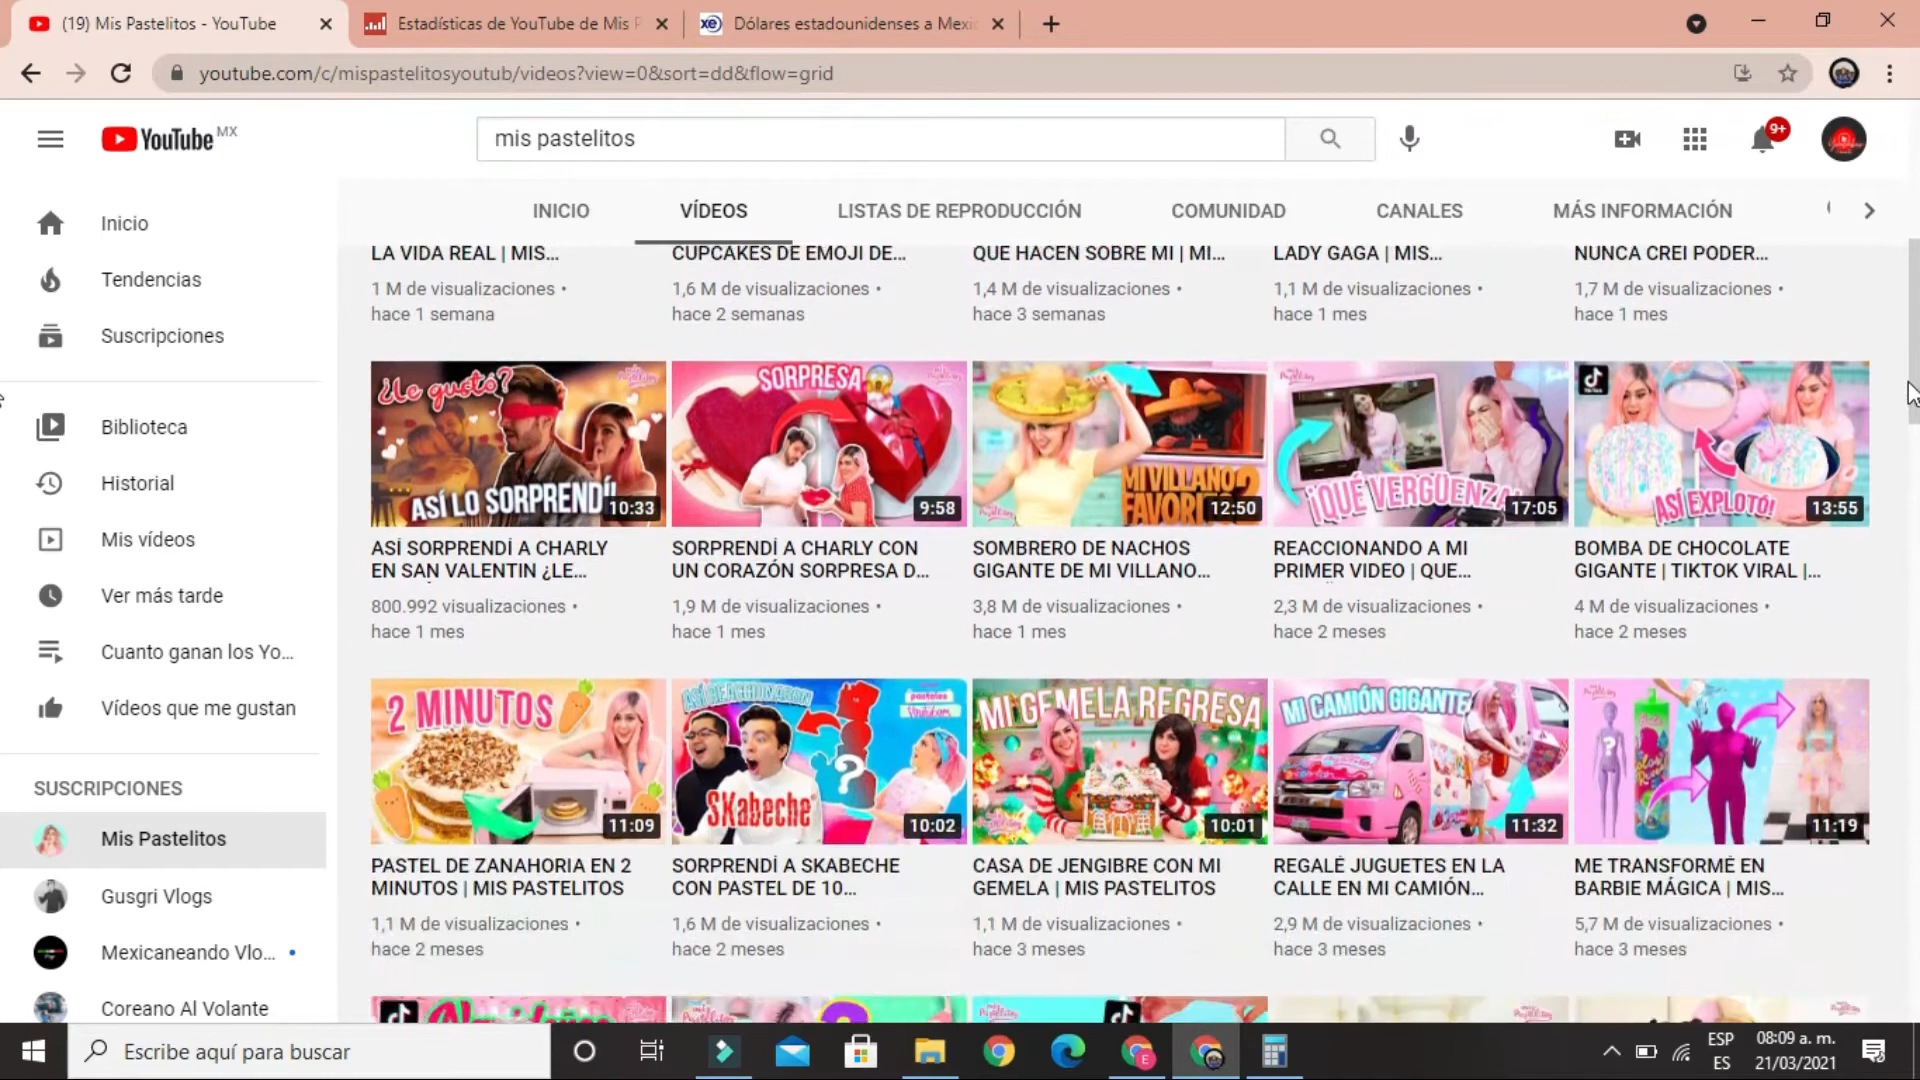 (19) Mis Pastelitos - YouTube
Estadísticas de YouTube de Mis P
xe Dólares estadounidenses a Mexic
youtube.com/c/mispastelitosyoutub/videos?view=0&sort=dd&flow=grid
YouTube MX
mis pastelitos
9+
INICIO
VÍDEOS
LISTAS DE REPRODUCCIÓN
COMUNIDAD
CANALES
MÁS INFORMACIÓN
Inicio
Tendencias
Suscripciones
Biblioteca
Historial
Mis vídeos
Ver más tarde
Cuanto ganan los Yo...
Vídeos que me gustan
SUSCRIPCIONES
Mis Pastelitos
Gusgri Vlogs
Mexicaneando Vlo... •
Coreano Al Volante
LA VIDA REAL | MIS...
1 M de visualizaciones •
hace 1 semana
CUPCAKES DE EMOJI DE...
1,6 M de visualizaciones •
hace 2 semanas
QUE HACEN SOBRE MI | MI...
1,4 M de visualizaciones •
hace 3 semanas
LADY GAGA | MIS...
1,1 M de visualizaciones •
hace 1 mes
NUNCA CREI PODER...
1,7 M de visualizaciones •
hace 1 mes
¿Le gustó?
ASÍ LO SORPRENDÍ
10:33
ASÍ SORPRENDÍ A CHARLY
EN SAN VALENTIN ¿LE...
800.992 visualizaciones •
hace 1 mes
SORPRESA
9:58
SORPRENDÍ A CHARLY CON
UN CORAZÓN SORPRESA D...
1,9 M de visualizaciones •
hace 1 mes
MI VILLANO
FAVORITO
12:50
SOMBRERO DE NACHOS
GIGANTE DE MI VILLANO...
3,8 M de visualizaciones •
hace 1 mes
¡QUÉ VERGÜENZA!
17:05
REACCIONANDO A MI
PRIMER VIDEO | QUE...
2,3 M de visualizaciones •
hace 2 meses
ASÍ EXPLOTÓ!
13:55
BOMBA DE CHOCOLATE
GIGANTE | TIKTOK VIRAL |...
4 M de visualizaciones •
hace 2 meses
2 MINUTOS
11:09
PASTEL DE ZANAHORIA EN 2
MINUTOS | MIS PASTELITOS
1,1 M de visualizaciones •
hace 2 meses
ASÍ REACCIONARON
pasteles
?
SKabeche
10:02
SORPRENDÍ A SKABECHE
CON PASTEL DE 10...
1,6 M de visualizaciones •
hace 2 meses
MI GEMELA REGRESA
10:01
CASA DE JENGIBRE CON MI
GEMELA | MIS PASTELITOS
1,1 M de visualizaciones •
hace 3 meses
MI CAMIÓN GIGANTE
11:32
REGALÉ JUGUETES EN LA
CALLE EN MI CAMIÓN...
2,9 M de visualizaciones •
hace 3 meses
?
11:19
ME TRANSFORMÉ EN
BARBIE MÁGICA | MIS...
5,7 M de visualizaciones •
hace 3 meses
Escribe aquí para buscar
ESP
ES
08:09 a. m.
21/03/2021